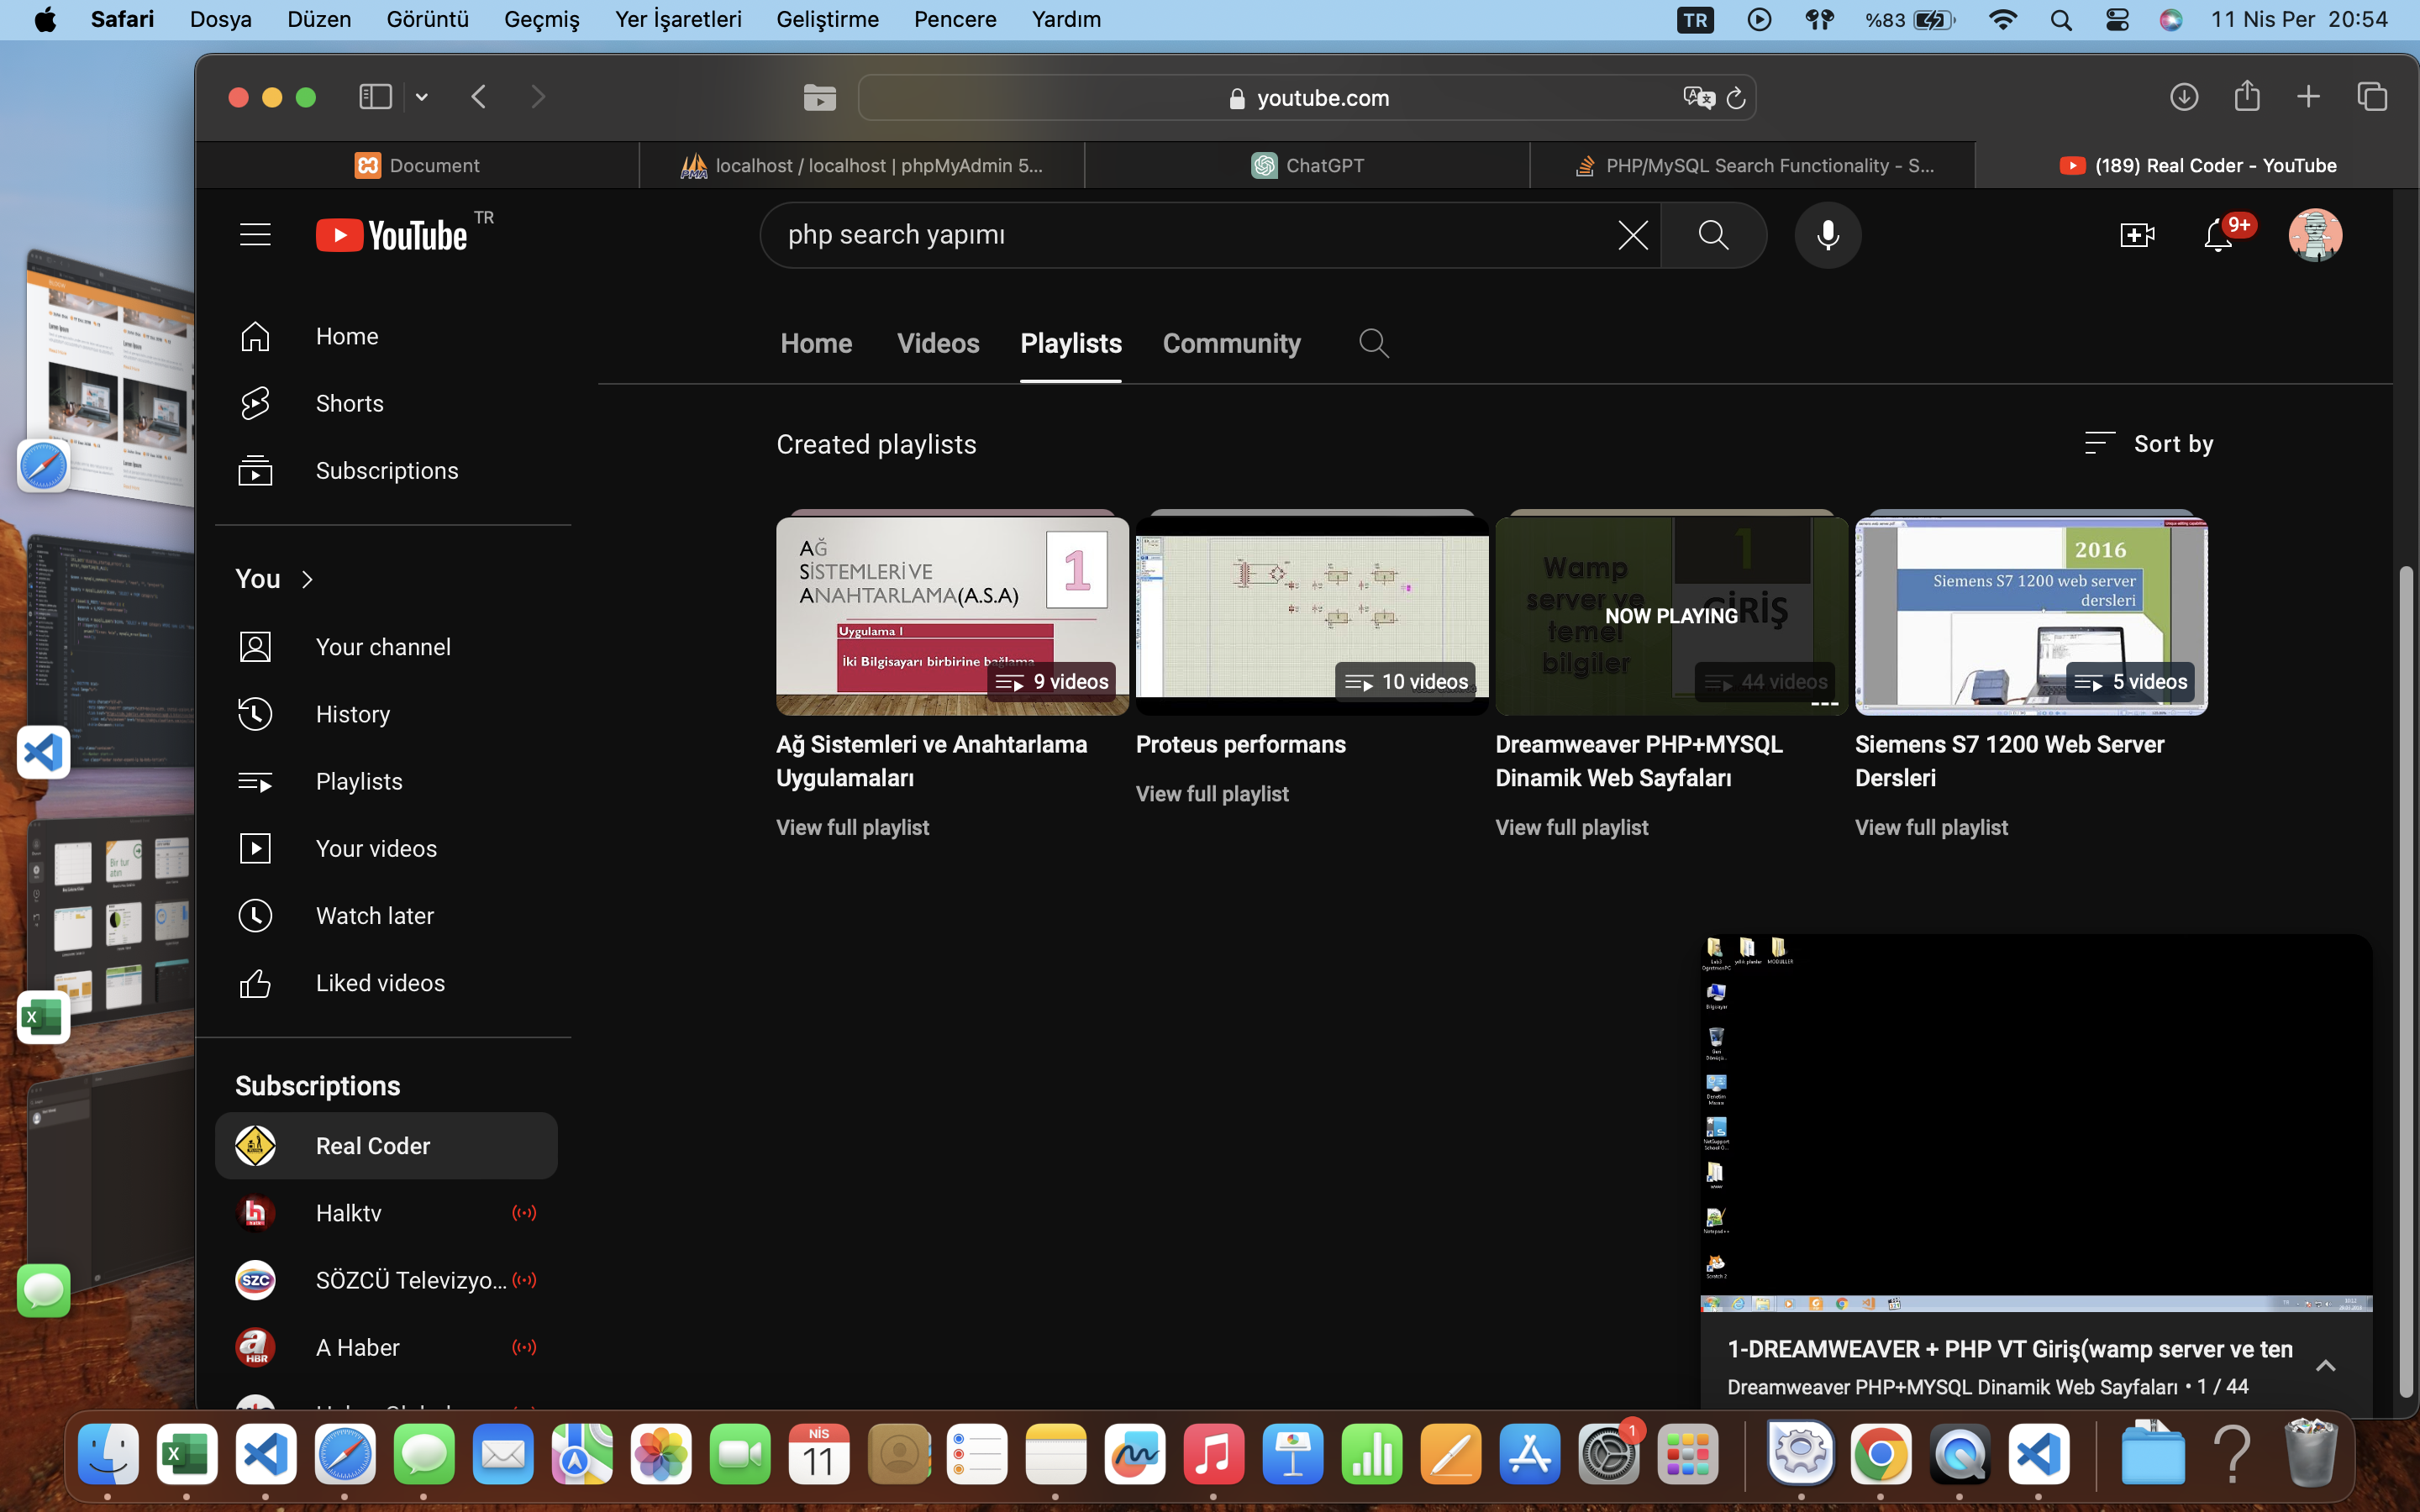 Safari Dosya Düzen Görüntü Geçmiş Yer İşaretleri Geliştirme Pencere Yardım TR %83 11 Nis Per 20:54
youtube.com
Document localhost / localhost | phpMyAdmin 5... ChatGPT PHP/MySQL Search Functionality - S... (189) Real Coder - YouTube
YouTube TR php search yapımı 9+
Home
Shorts
Subscriptions
You
Your channel
History
Playlists
Your videos
Watch later
Liked videos
Subscriptions
Real Coder
Halktv
SÖZCÜ Televizyo...
A Haber
Home Videos Playlists Community
Created playlists Sort by
AĞ
SİSTEMLERİVE
ANAHTARLAMA(A.S.A)
1
Uygulama 1
İki Bilgisayarı birbirine bağlama
9 videos
Ağ Sistemleri ve Anahtarlama
Uygulamaları
View full playlist
10 videos
Proteus performans
View full playlist
Wamp
server ve
temel
bilgiler
1
GİRİŞ
NOW PLAYING
44 videos
Dreamweaver PHP+MYSQL
Dinamik Web Sayfaları
View full playlist
2016
Siemens S7 1200 web server
dersleri
5 videos
Siemens S7 1200 Web Server
Dersleri
View full playlist
MODULLER
Bilgisayar
Notepad++
Scratch 2
1-DREAMWEAVER + PHP VT Giriş(wamp server ve ten
Dreamweaver PHP+MYSQL Dinamik Web Sayfaları • 1 / 44
NİS
11
1